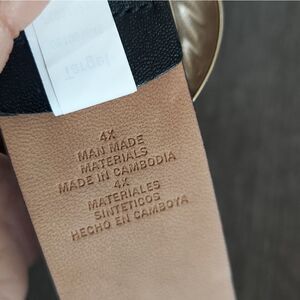 4X
MAN MADE
MATERIALS
MADE IN CAMBODIA
4X
MATERIALES
SINTETICOS
HECHO EN CAMBOYA